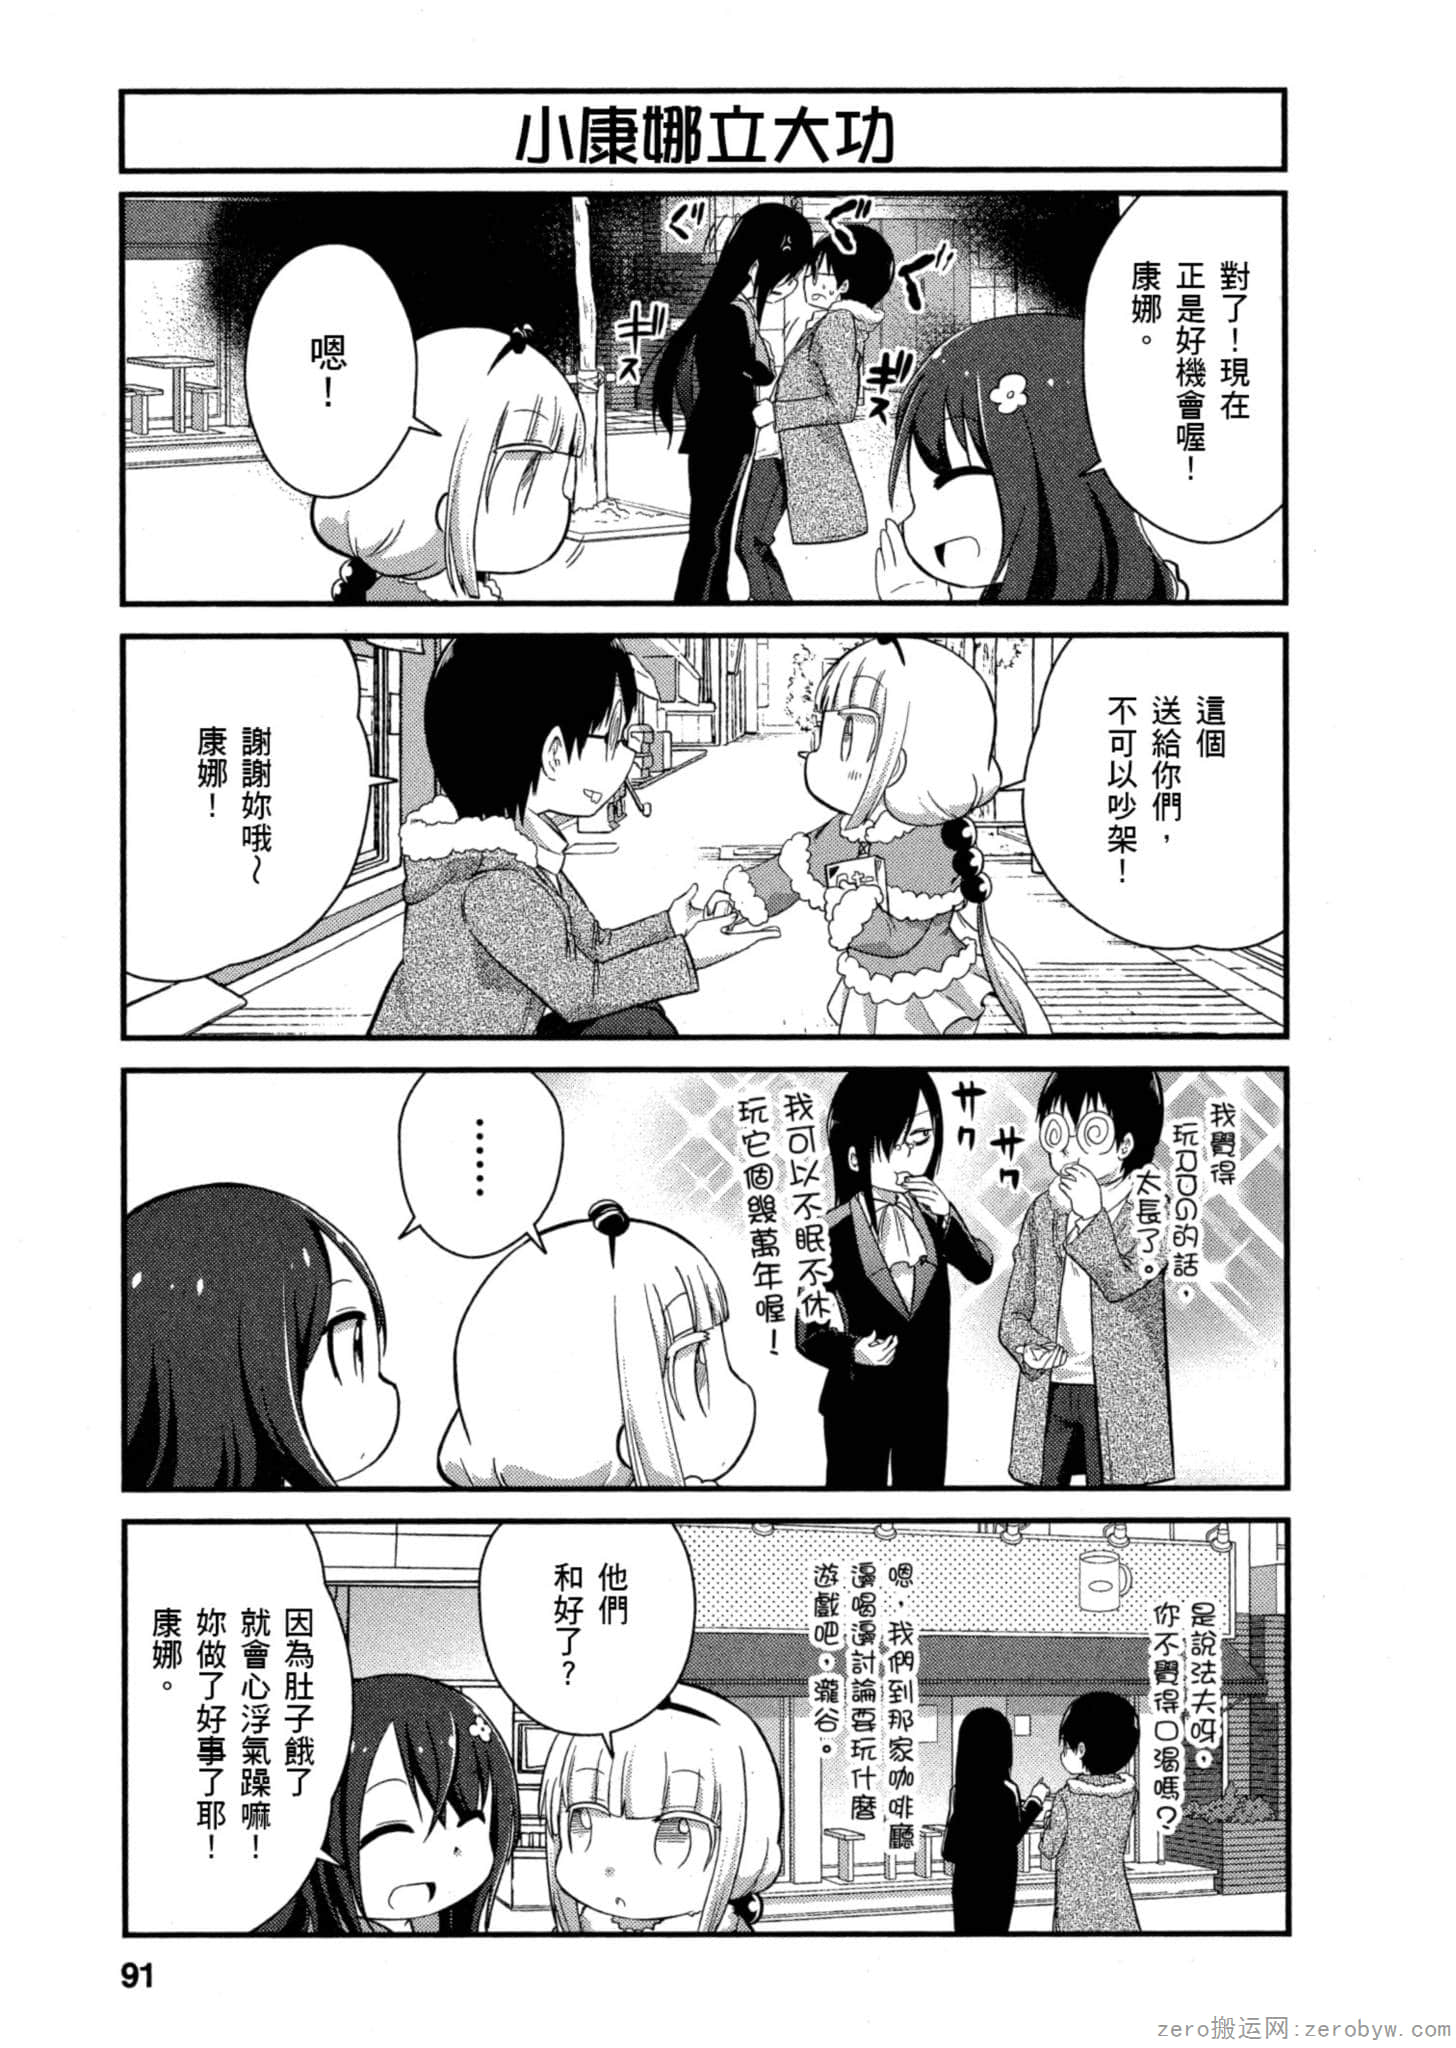 小康娜立大功
對了！現在
正是好機會喔！
康娜。
嗯！
ギス
ギス
這個
送給你們，
不可以吵架！
謝謝妳哦～
康娜！
我覺得
玩RPG的話，
太長了。
サク
サク
我可以不眠不休
玩它個幾萬年喔！
………
是說法夫呀，
你不覺得口渴嗎？
嗯，我們到那家咖啡廳
邊喝邊討論要玩什麼
遊戲吧，瀧谷。
他們
和好了？
因為肚子餓了
就會心浮氣躁嘛！
妳做了好事了耶！
康娜。
91
zero搬运网:zerobyw.com